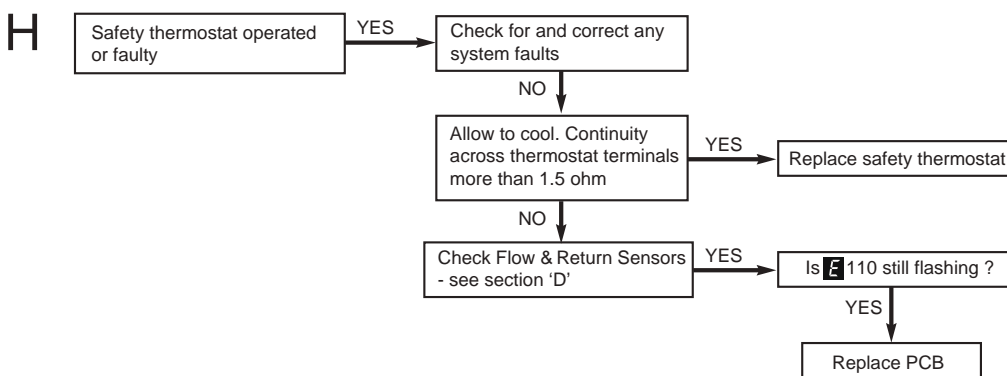 H
Safety thermostat operated
or faulty
YES
Check for and correct any
system faults
NO
Allow to cool. Continuity
across thermostat terminals
more than 1.5 ohm
YES
Replace safety thermostat
NO
Check Flow & Return Sensors
- see section ‘D’
YES
Is E 110 still flashing ?
YES
Replace PCB